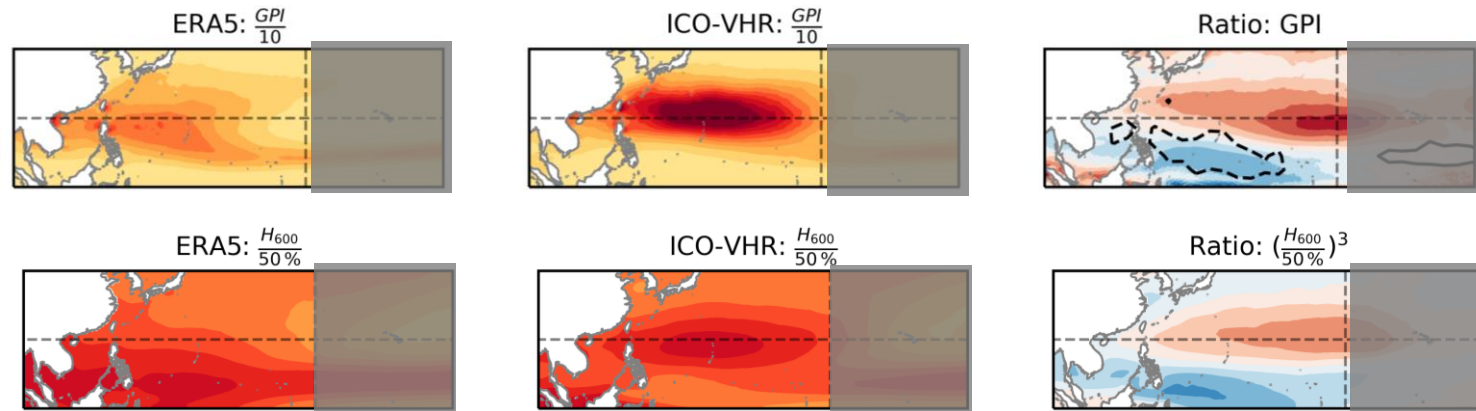 ERA5: GPI/10
ICO-VHR: GPI/10
Ratio: GPI
ERA5: H₆₀₀/50 %
ICO-VHR: H₆₀₀/50 %
Ratio: (H₆₀₀/50 %)³